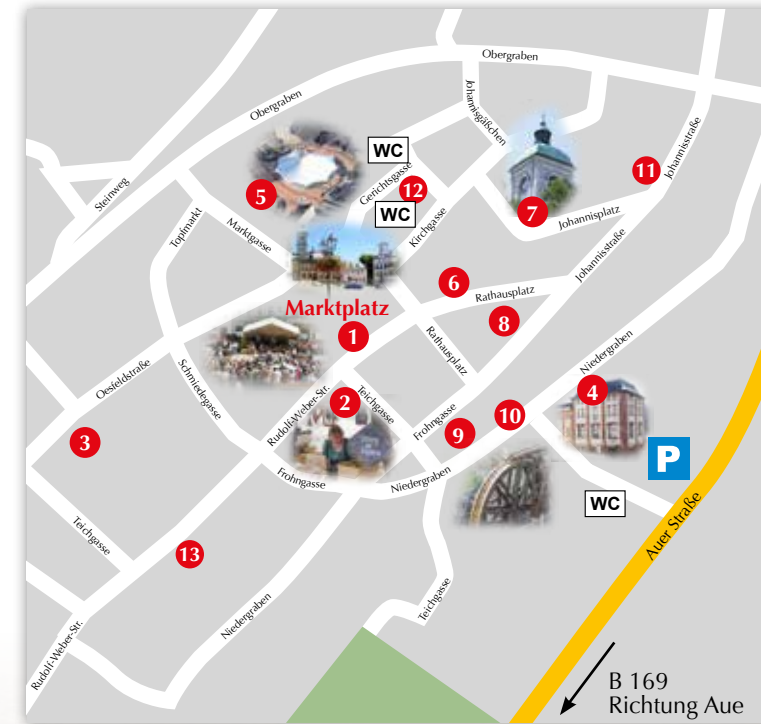 Obergraben
Obergraben
Johannisgäßchen
Johannisstraße
WC
Gerichtsgasse
11
5
12
Steinweg
WC
Kirchgasse
7
Johannisplatz
Topfmarkt
Marktgasse
Johannisstraße
6
Rathausplatz
Marktplatz
8
1
Rathausplatz
Niedergraben
Oesfeldstraße
Schmiedegasse
Rudolf-Weber-Str.
2
Teichgasse
4
10
Frohngasse
3
9
P
Frohngasse
Niedergraben
WC
Auer Straße
Teichgasse
13
Teichgasse
Niedergraben
Rudolf-Weber-Str.
B 169
Richtung Aue